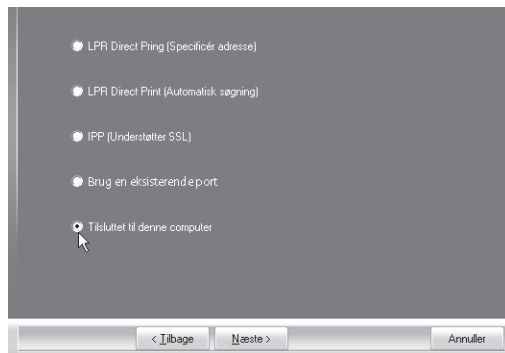 LPR Direct Pring (Specificér adresse)
LPR Direct Print (Automatisk søgning)
IPP (Understøtter SSL)
Brug en eksisterende port
Tilsluttet til denne computer
< Tilbage
Næste >
Annuller